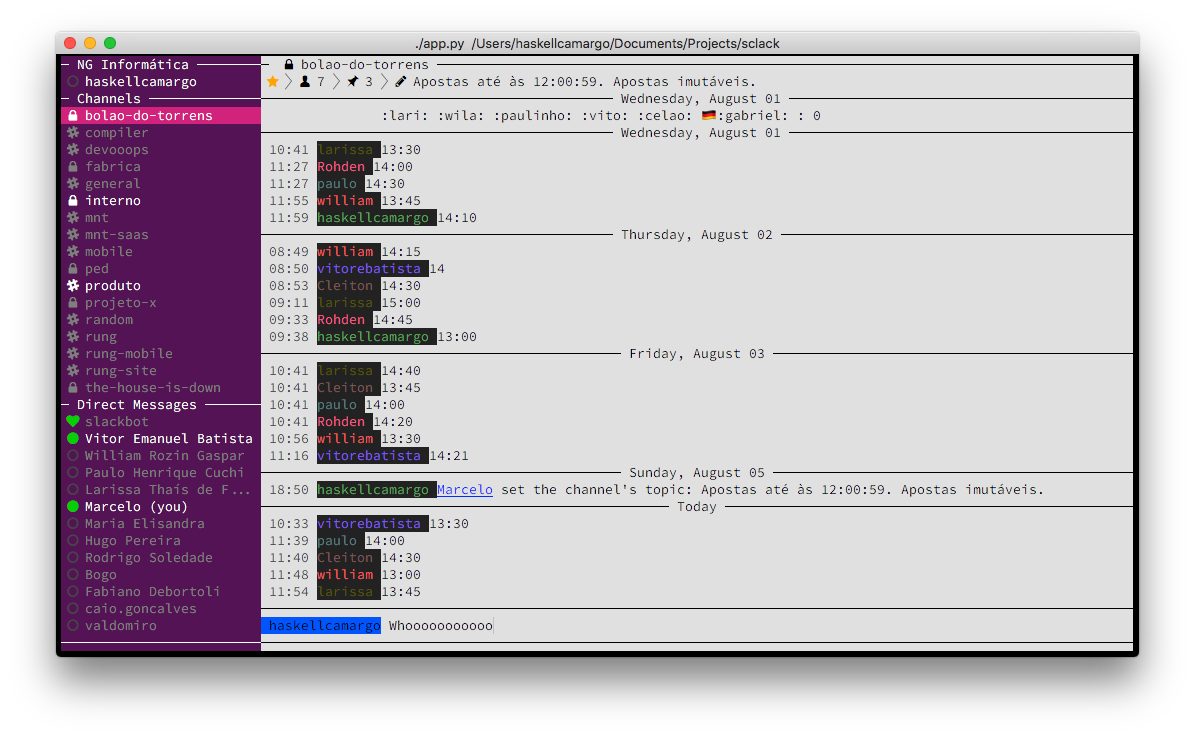 ./app.py /Users/haskellcamargo/Documents/Projects/sclack
NG Informática
haskellcamargo
Channels
bolao-do-torrens
compiler
devooops
fabrica
general
interno
mnt
mnt-saas
mobile
ped
produto
projeto-x
random
rung
rung-mobile
rung-site
the-house-is-down
Direct Messages
slackbot
Vitor Emanuel Batista
William Rozin Gaspar
Paulo Henrique Cuchi
Larissa Thaís de F...
Marcelo (you)
Maria Elisandra
Hugo Pereira
Rodrigo Soledade
Bogo
Fabiano Debortoli
caio.goncalves
valdomiro
bolao-do-torrens
7 3 Apostas até às 12:00:59. Apostas imutáveis.
Wednesday, August 01
:lari: :wila: :paulinho: :vito: :celao: 🇩🇪:gabriel: : 0
Wednesday, August 01
10:41 larissa 13:30
11:27 Rohden 14:00
11:27 paulo 14:30
11:55 william 13:45
11:59 haskellcamargo 14:10
Thursday, August 02
08:49 william 14:15
08:50 vitorebatista 14
08:53 Cleiton 14:30
09:11 larissa 15:00
09:33 Rohden 14:45
09:38 haskellcamargo 13:00
Friday, August 03
10:41 larissa 14:40
10:41 Cleiton 13:45
10:41 paulo 14:00
10:41 Rohden 14:20
10:56 william 13:30
11:16 vitorebatista 14:21
Sunday, August 05
18:50 haskellcamargo Marcelo set the channel's topic: Apostas até às 12:00:59. Apostas imutáveis.
Today
10:33 vitorebatista 13:30
11:39 paulo 14:00
11:40 Cleiton 14:30
11:48 william 13:00
11:54 larissa 13:45
haskellcamargo Whooooooooooo